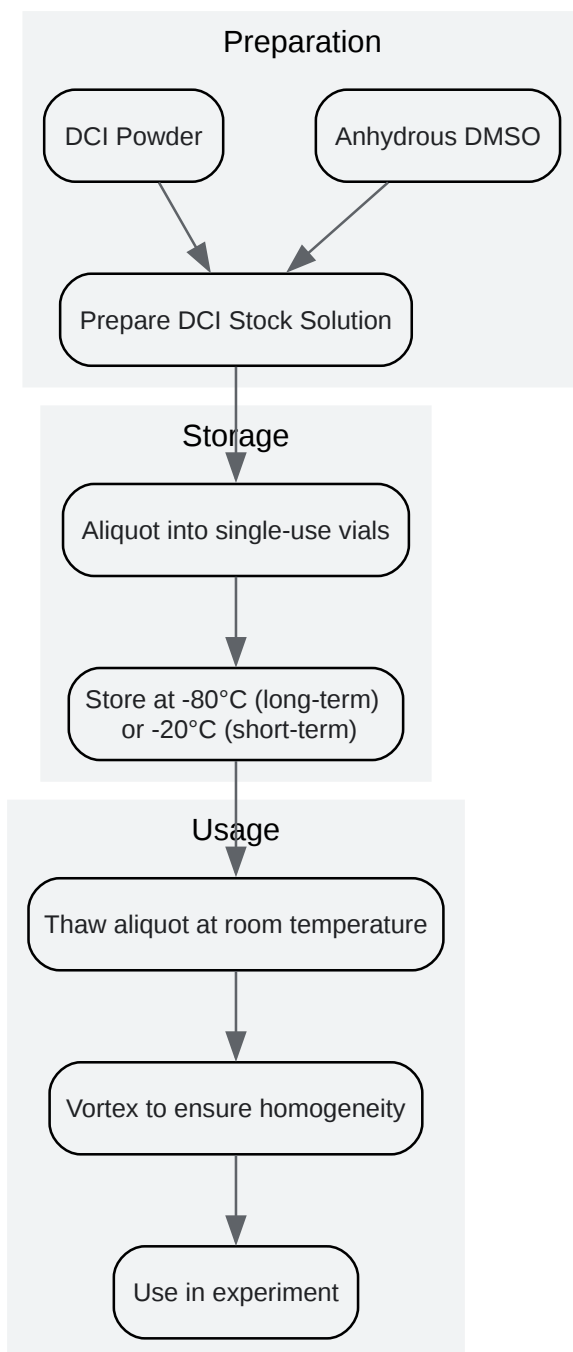 Preparation
DCI Powder
Anhydrous DMSO
Prepare DCI Stock Solution
Storage
Aliquot into single-use vials
Store at -80°C (long-term)
or -20°C (short-term)
Usage
Thaw aliquot at room temperature
Vortex to ensure homogeneity
Use in experiment